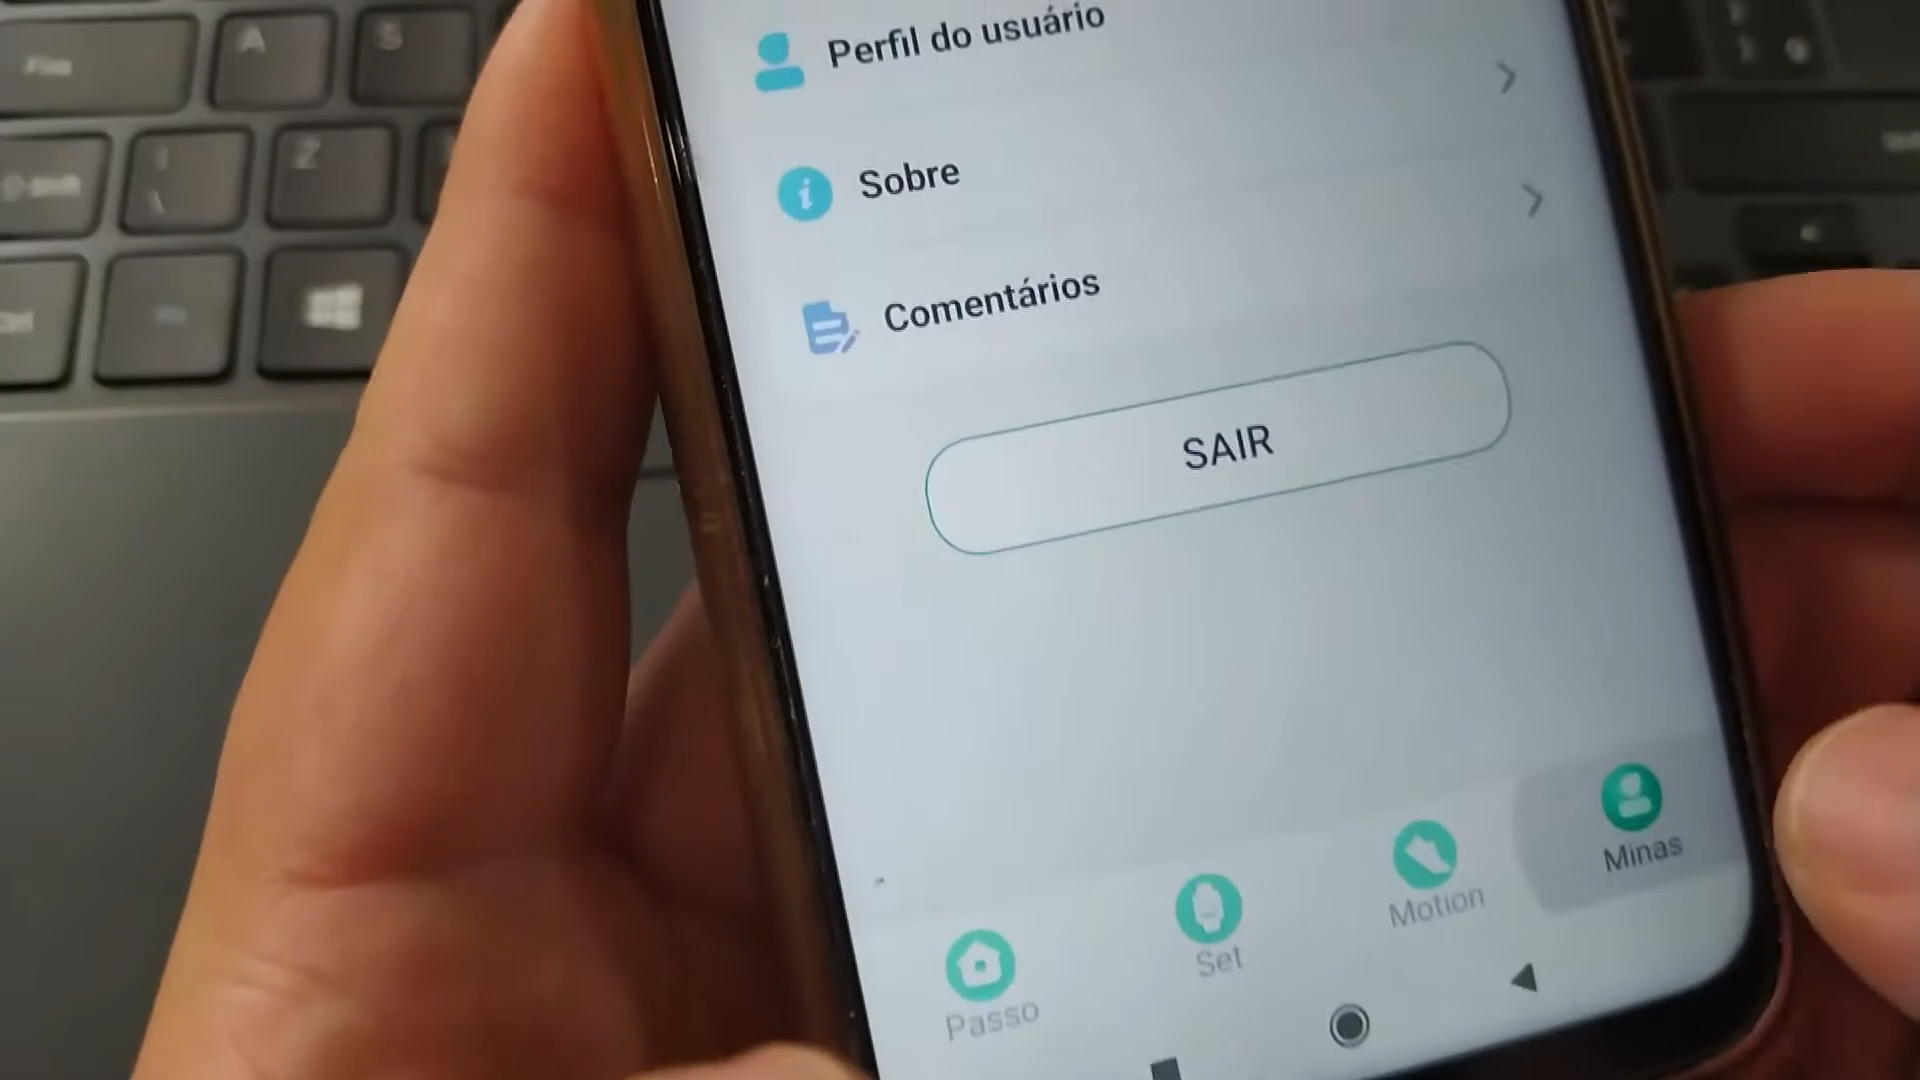 Perfil do usuário
Sobre
Comentários
SAIR
Passo
Set
Motion
Minas
A
S
Z